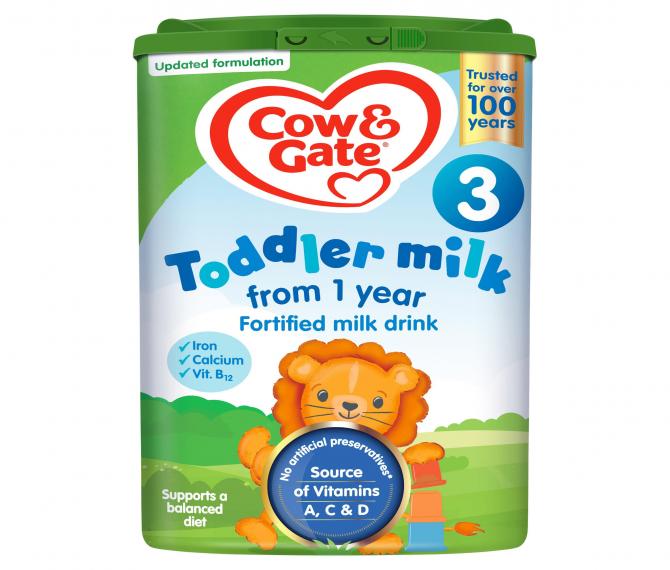 Updated formulation
Cow&
Gate®
Trusted
for over
100
years
3
Toddler milk
from 1 year
Fortified milk drink
✓ Iron
✓ Calcium
✓ Vit. B₁₂
No artificial preservatives*
Source
of Vitamins
A, C & D
Supports a
balanced
diet